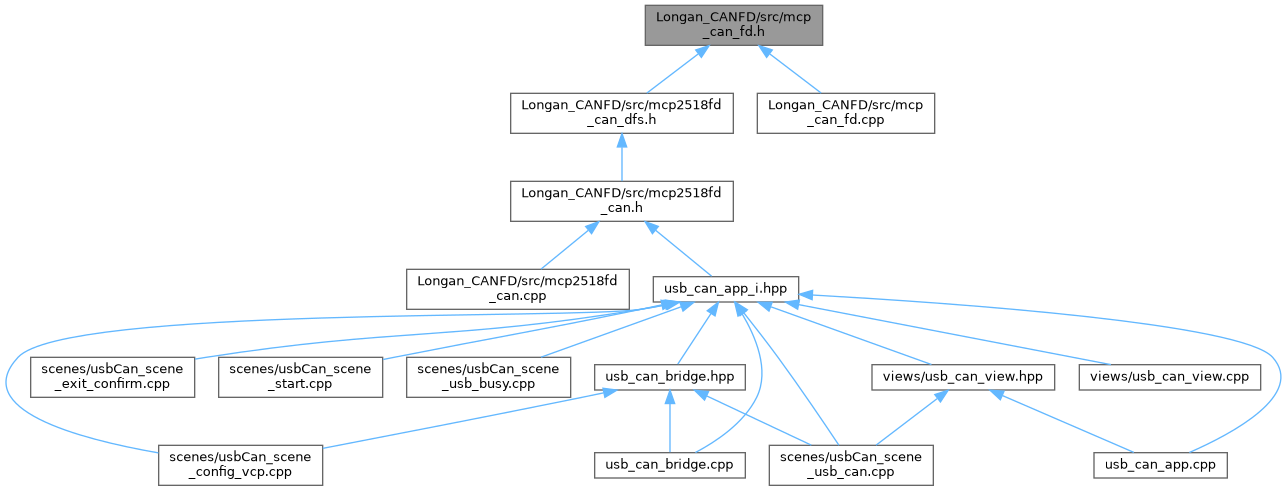 Longan_CANFD/src/mcp
_can_fd.h
Longan_CANFD/src/mcp2518fd
_can_dfs.h
Longan_CANFD/src/mcp
_can_fd.cpp
Longan_CANFD/src/mcp2518fd
_can.h
Longan_CANFD/src/mcp2518fd
_can.cpp
usb_can_app_i.hpp
scenes/usbCan_scene
_exit_confirm.cpp
scenes/usbCan_scene
_start.cpp
scenes/usbCan_scene
_usb_busy.cpp
usb_can_bridge.hpp
views/usb_can_view.hpp
views/usb_can_view.cpp
scenes/usbCan_scene
_config_vcp.cpp
usb_can_bridge.cpp
scenes/usbCan_scene
_usb_can.cpp
usb_can_app.cpp